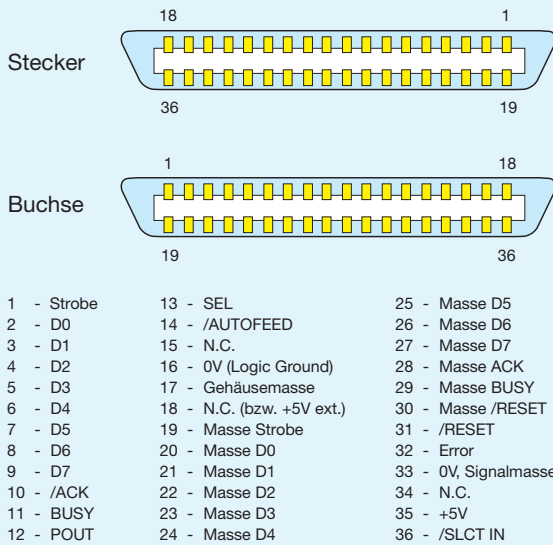 18 1
Stecker
36 19
1 18
Buchse
19 36
1 - Strobe
2 - D0
3 - D1
4 - D2
5 - D3
6 - D4
7 - D5
8 - D6
9 - D7
10 - /ACK
11 - BUSY
12 - POUT
13 - SEL
14 - /AUTOFEED
15 - N.C.
16 - 0V (Logic Ground)
17 - Gehäusemasse
18 - N.C. (bzw. +5V ext.)
19 - Masse Strobe
20 - Masse D0
21 - Masse D1
22 - Masse D2
23 - Masse D3
24 - Masse D4
25 - Masse D5
26 - Masse D6
27 - Masse D7
28 - Masse ACK
29 - Masse BUSY
30 - Masse /RESET
31 - /RESET
32 - Error
33 - 0V, Signalmasse
34 - N.C.
35 - +5V
36 - /SLCT IN